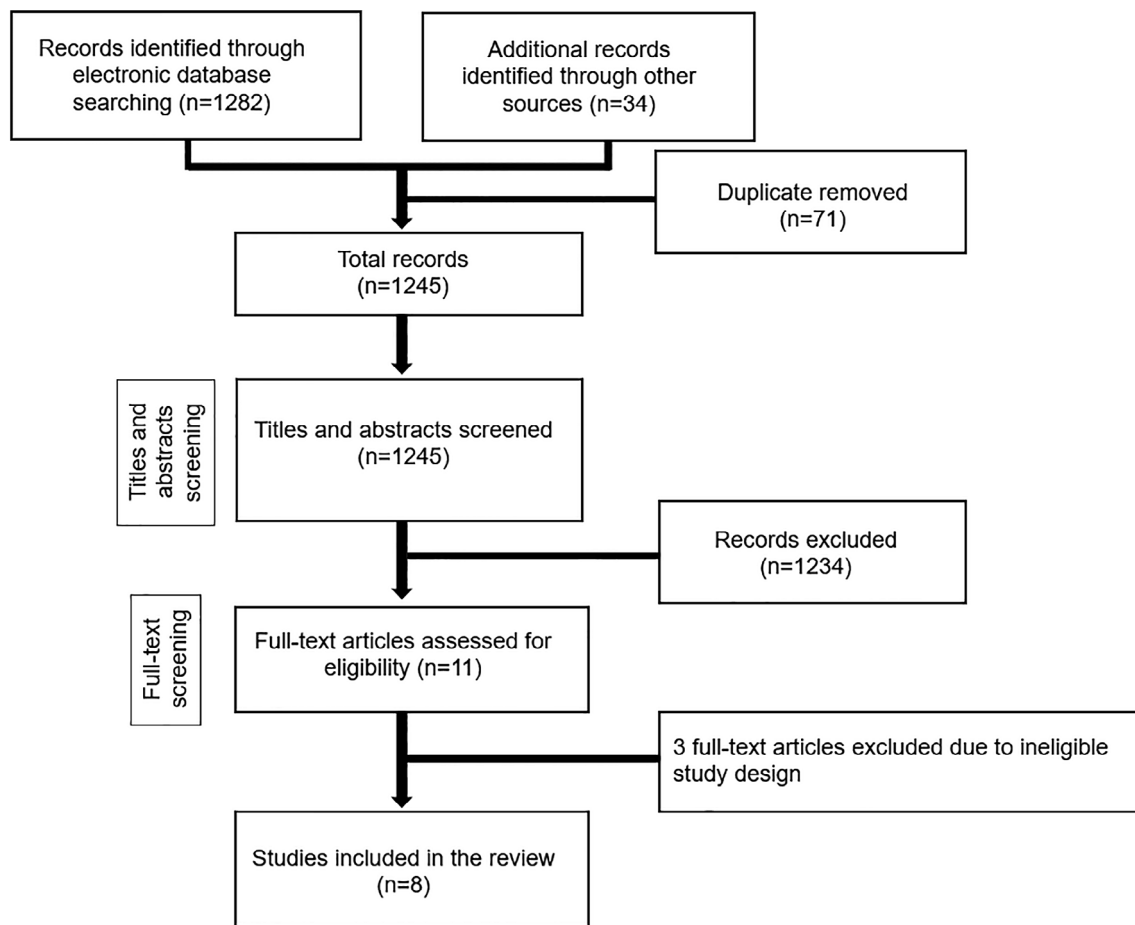 Records identified through
electronic database
searching (n=1282)
Additional records
identified through other
sources (n=34)
Duplicate removed
(n=71)
Total records
(n=1245)
Titles and
abstracts
screening
Titles and abstracts screened
(n=1245)
Records excluded
(n=1234)
Full-text
screening
Full-text articles assessed for
eligibility (n=11)
3 full-text articles excluded due to ineligible
study design
Studies included in the review
(n=8)